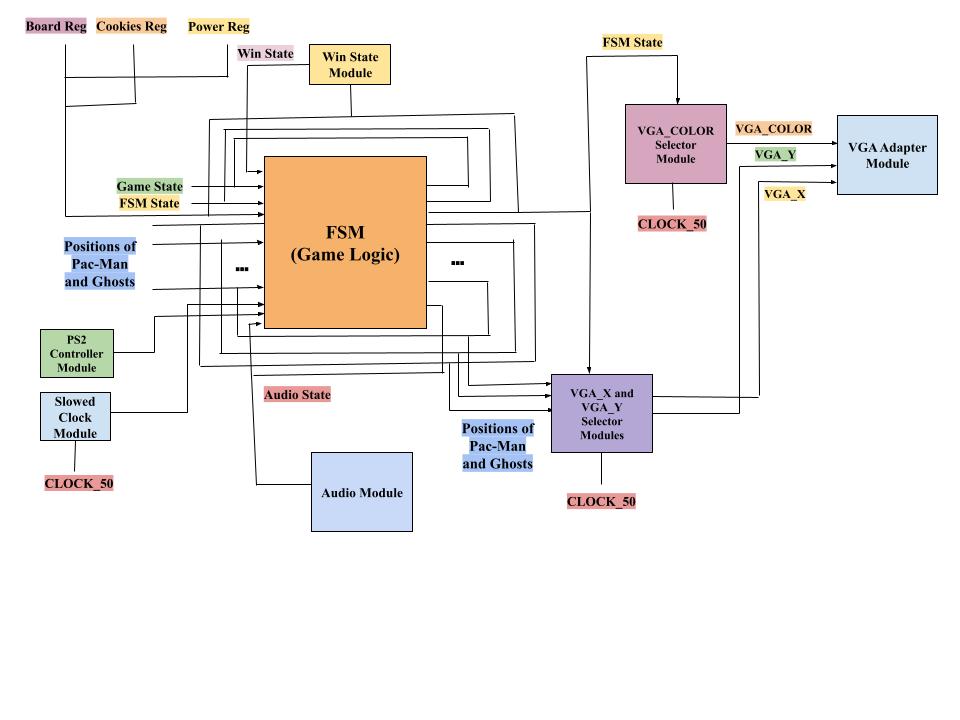 Board Reg
Cookies Reg
Power Reg
Win State
Win State
Module
FSM State
VGA_COLOR
Selector
Module
VGA_COLOR
VGA_Y
VGA_X
VGA Adapter
Module
CLOCK_50
Game State
FSM State
FSM
(Game Logic)
Positions of
Pac-Man
and Ghosts
...
...
PS2
Controller
Module
Slowed
Clock
Module
CLOCK_50
Audio State
Audio Module
Positions of
Pac-Man
and Ghosts
VGA_X and
VGA_Y
Selector
Modules
CLOCK_50